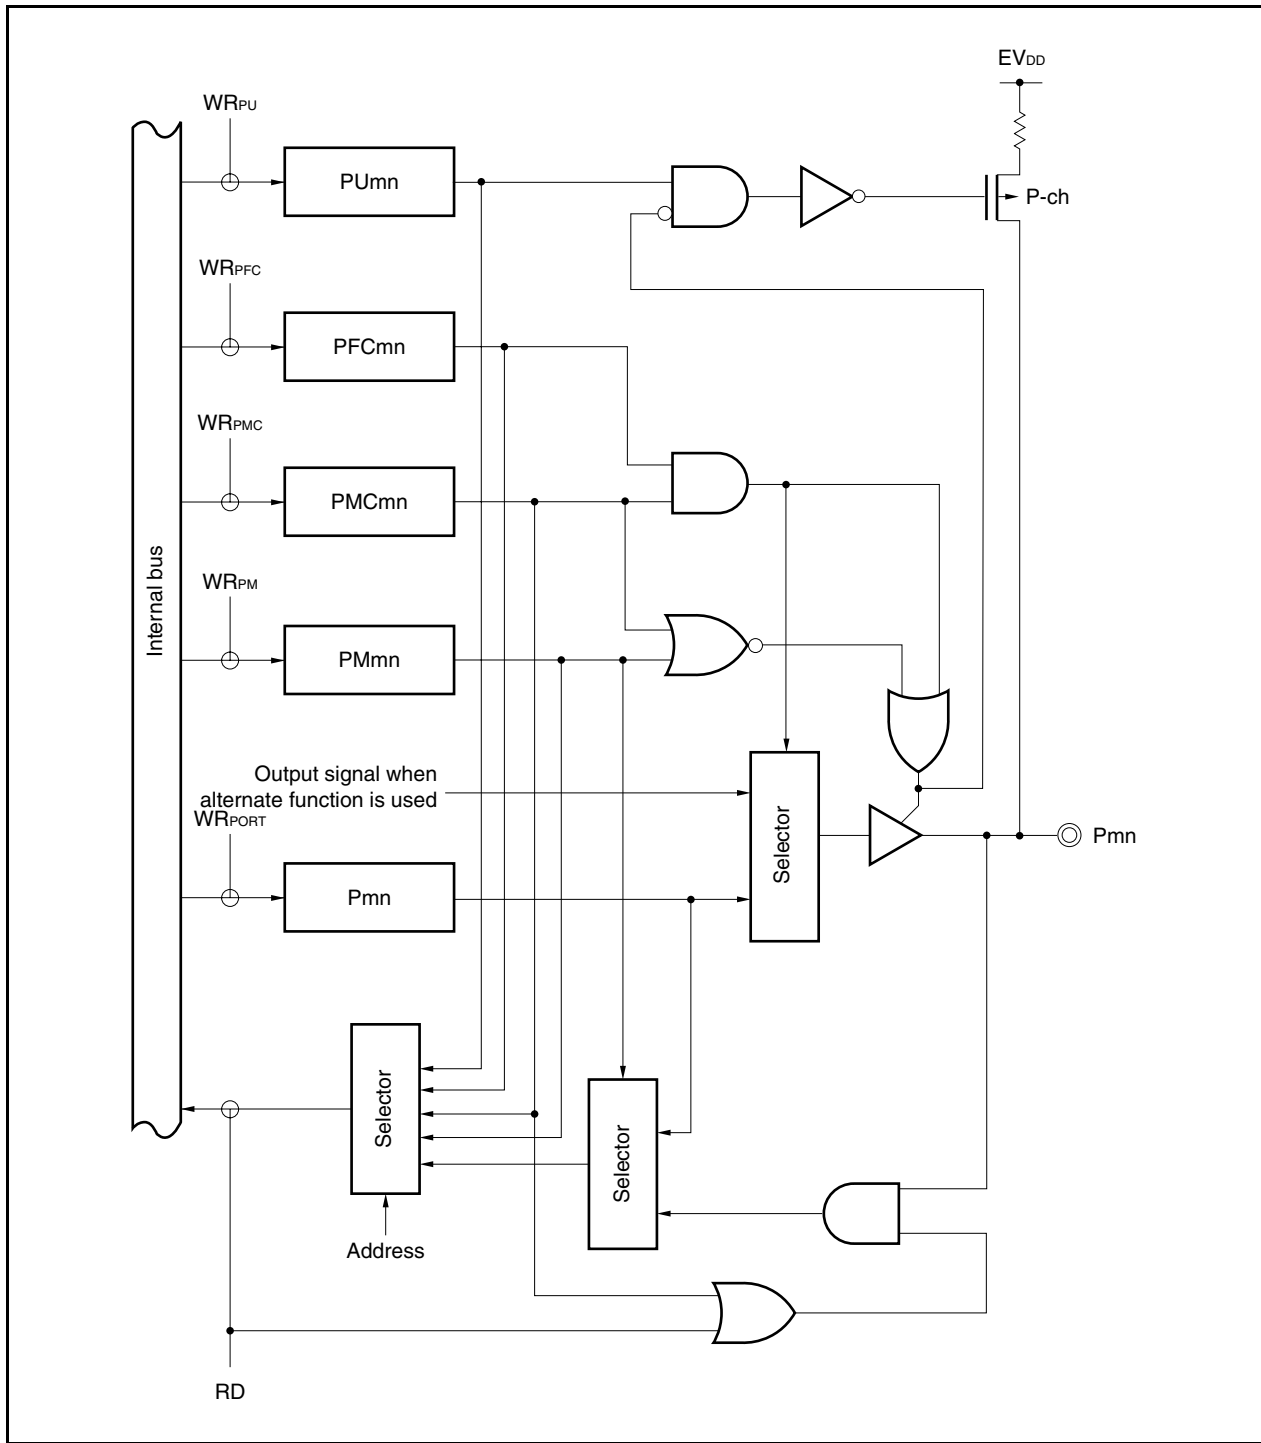 EVDD
WRPU
PUmn
P-ch
WRPFC
PFCmn
WRPMC
PMCmn
Internal bus
WRPM
PMmn
Output signal when
alternate function is used
WRPORT
Selector
Pmn
Pmn
Selector
Selector
Address
RD